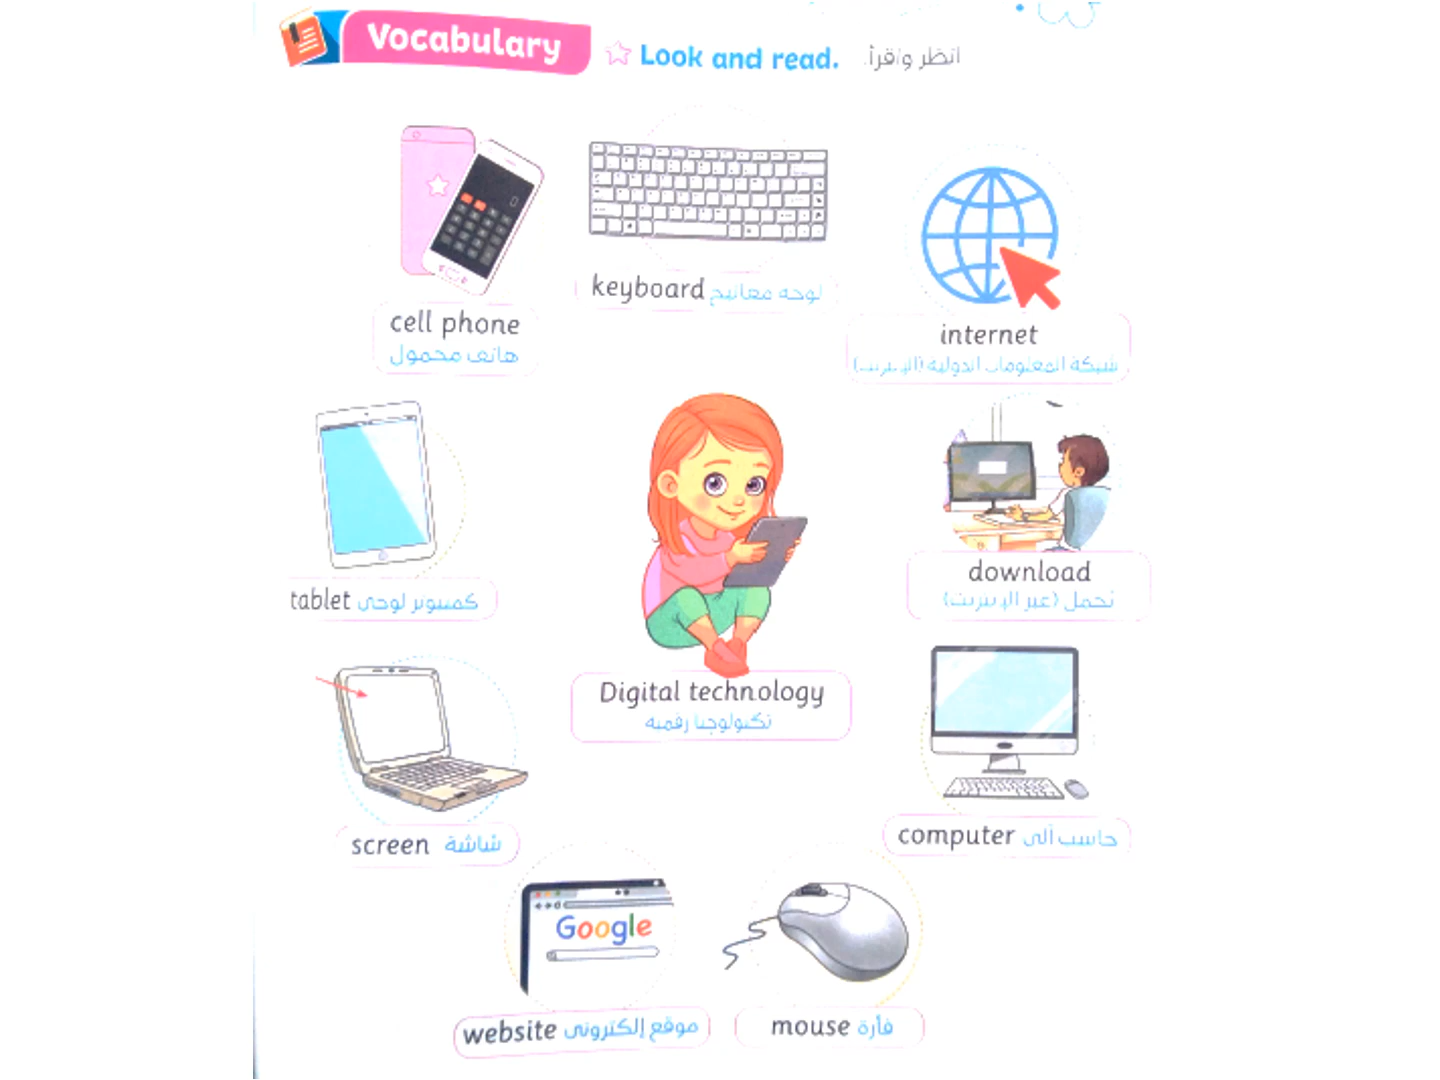 Vocabulary
Look and read. انظر واقرأ.
cell phone
هاتف محمول
keyboard لوحة مفاتيح
internet
شبكة المعلومات الدولية (الإنترنت)
tablet كمبيوتر لوحى
download
تحمل (عبر الإنترنت)
Digital technology
تكنولوجيا رقمية
screen شاشة
computer حاسب آلى
Google
website موقع إلكترونى
mouse فأرة